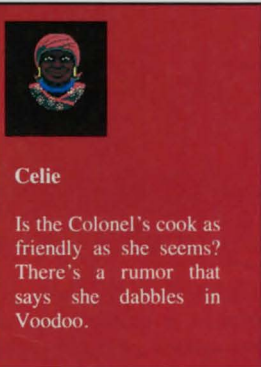 Celie
Is the Colonel's cook as
friendly as she seems?
There's a rumor that
says she dabbles in
Voodoo.